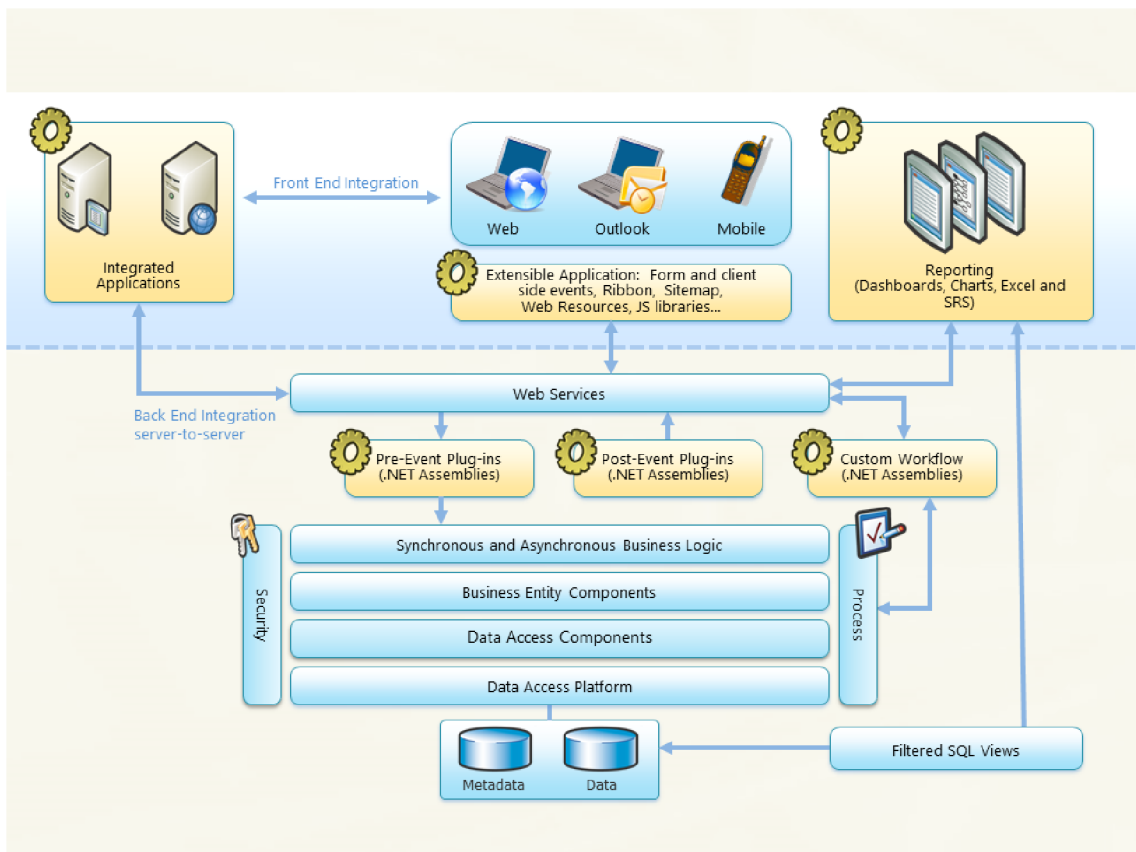 Front End Integration
Web
Outlook
Mobile
Integrated
Applications
Extensible Application:  Form and client
side events, Ribbon,  Sitemap,
Web Resources, JS libraries...
Reporting
(Dashboards, Charts, Excel and
SRS)
Web Services
Back End Integration
server-to-server
Pre-Event Plug-ins
(.NET Assemblies)
Post-Event Plug-ins
(.NET Assemblies)
Custom Workflow
(.NET Assemblies)
Security
Synchronous and Asynchronous Business Logic
Business Entity Components
Data Access Components
Data Access Platform
Process
Metadata
Data
Filtered SQL Views